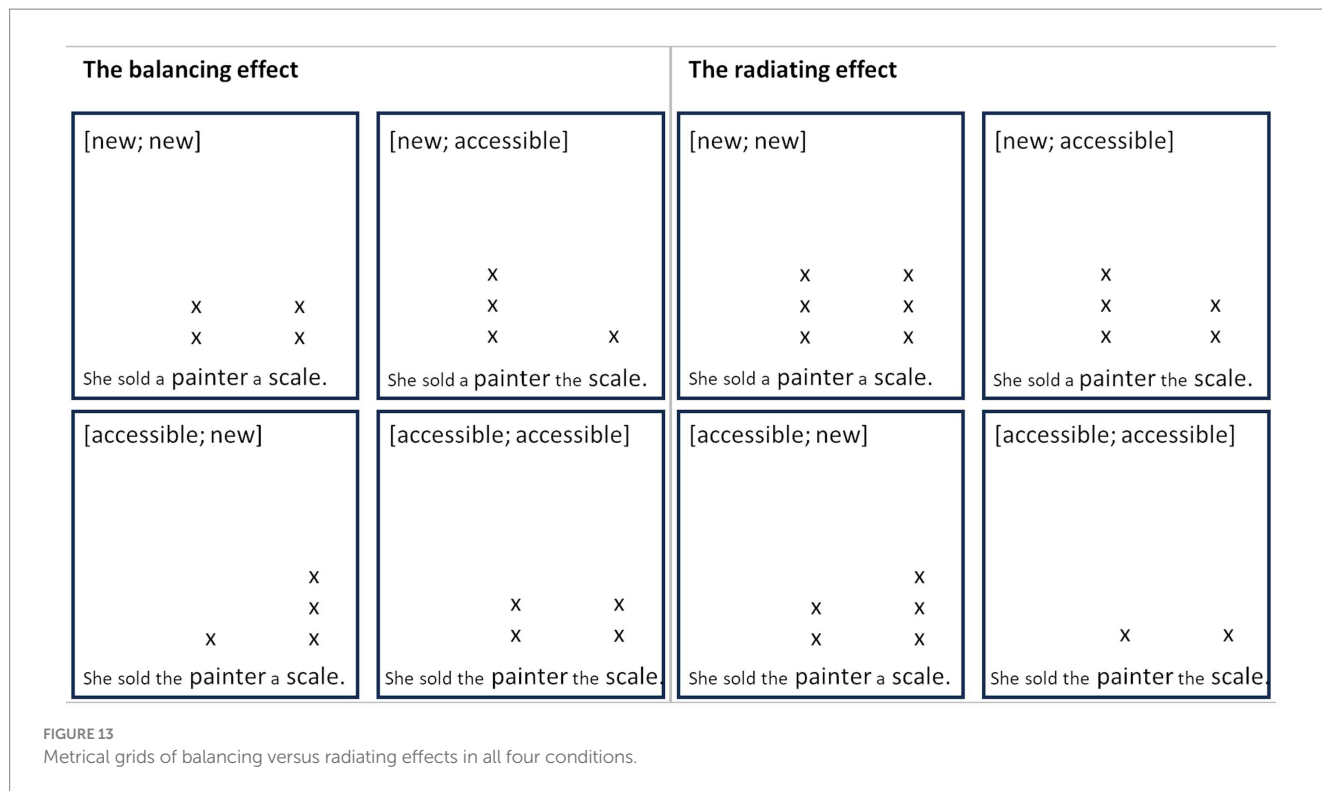 The balancing effect
The radiating effect
[new; new]
[new; accessible]
[new; new]
[new; accessible]
x
x x x
x x x x x x
x x x x
x x x x x x x
She sold a painter a scale.
She sold a painter the scale.
She sold a painter a scale.
She sold a painter the scale.
[accessible; new]
[accessible; accessible]
[accessible; new]
[accessible; accessible]
x x
x x x x x
x x x x x x x x
She sold the painter a scale.
She sold the painter the scale.
She sold the painter a scale.
She sold the painter the scale.
FIGURE 13
Metrical grids of balancing versus radiating effects in all four conditions.